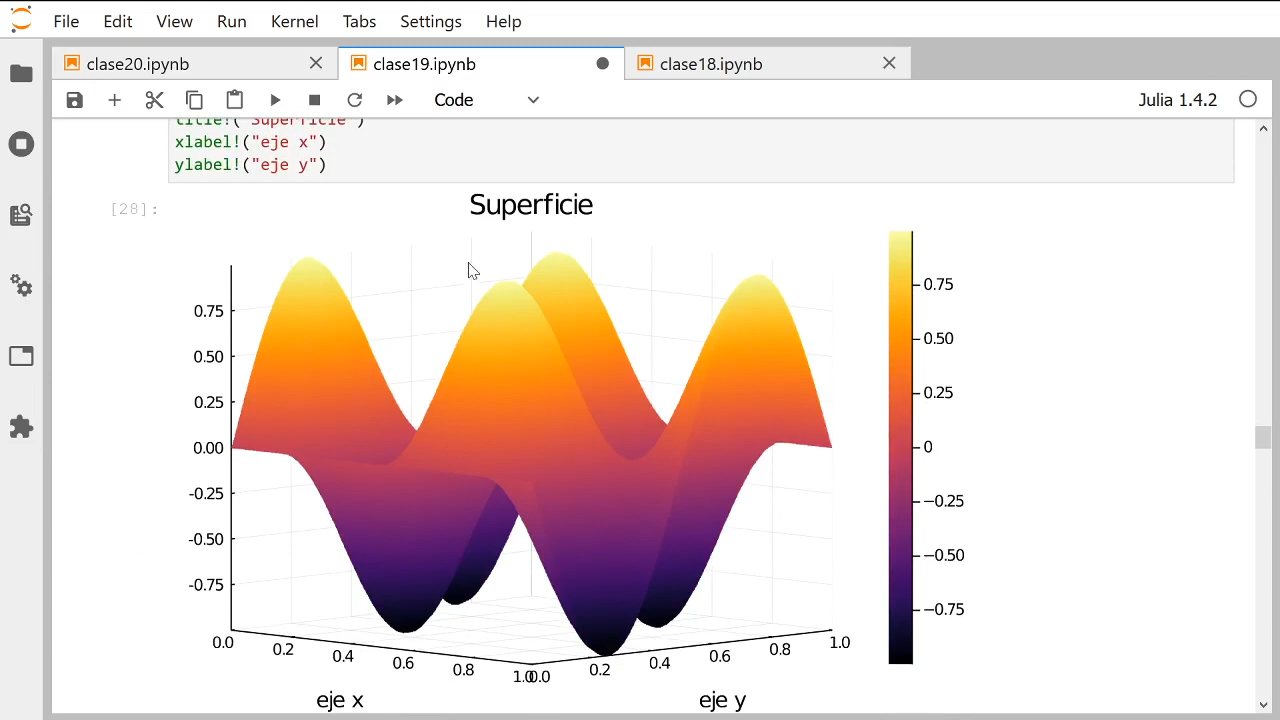 File Edit View Run Kernel Tabs Settings Help
clase20.ipynb clase19.ipynb clase18.ipynb
Code Julia 1.4.2
title!("Superficie")
xlabel!("eje x")
ylabel!("eje y")
[28]:
Superficie
0.75
0.50
0.25
0.00
-0.25
-0.50
-0.75
0.0 0.2 0.4 0.6 0.8 1.0
0.0 0.2 0.4 0.6 0.8 1.0
eje x eje y
0.75
0.50
0.25
0
-0.25
-0.50
-0.75